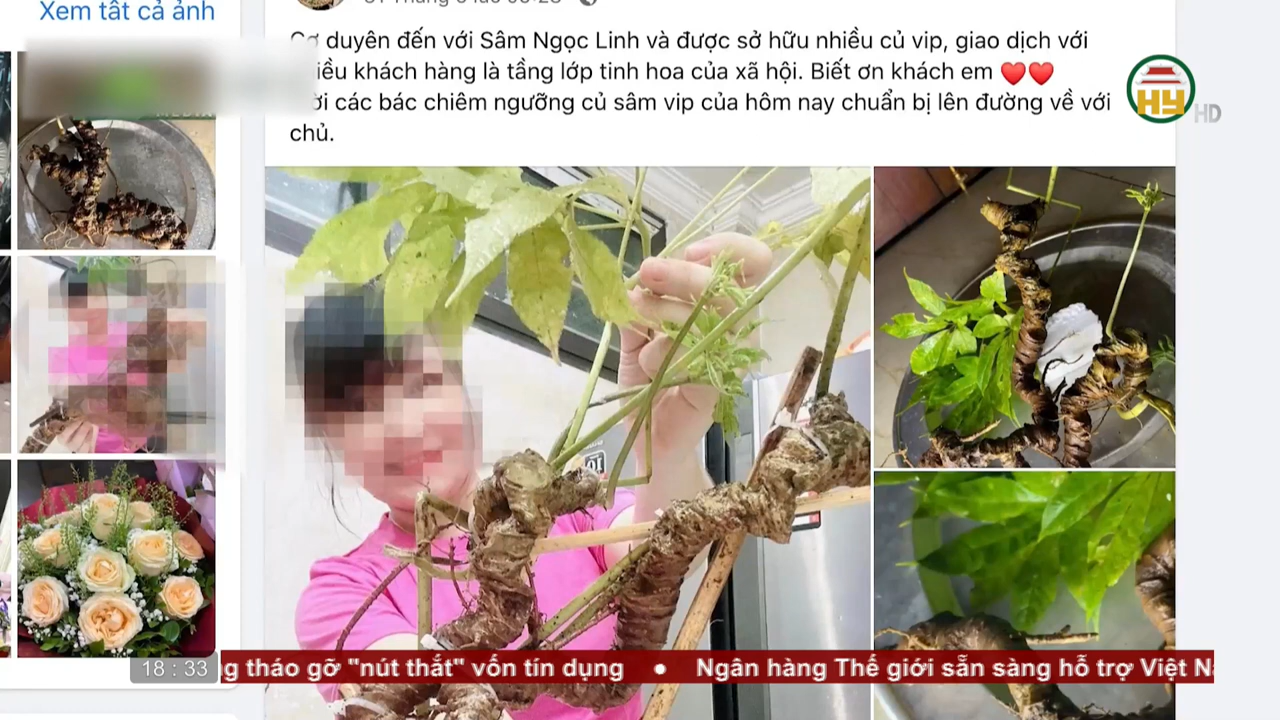 Xem tất cả ảnh
duyên đến với Sâm Ngọc Linh và được sở hữu nhiều củ vip, giao dịch với
khách hàng là tầng lớp tinh hoa của xã hội. Biết ơn khách em ❤️❤️
các bác chiêm ngưỡng củ sâm vip của hôm nay chuẩn bị lên đường về với
chủ.
HY HD
18 : 33 tháo gỡ "nút thắt" vốn tín dụng • Ngân hàng Thế giới sẵn sàng hỗ trợ Việt